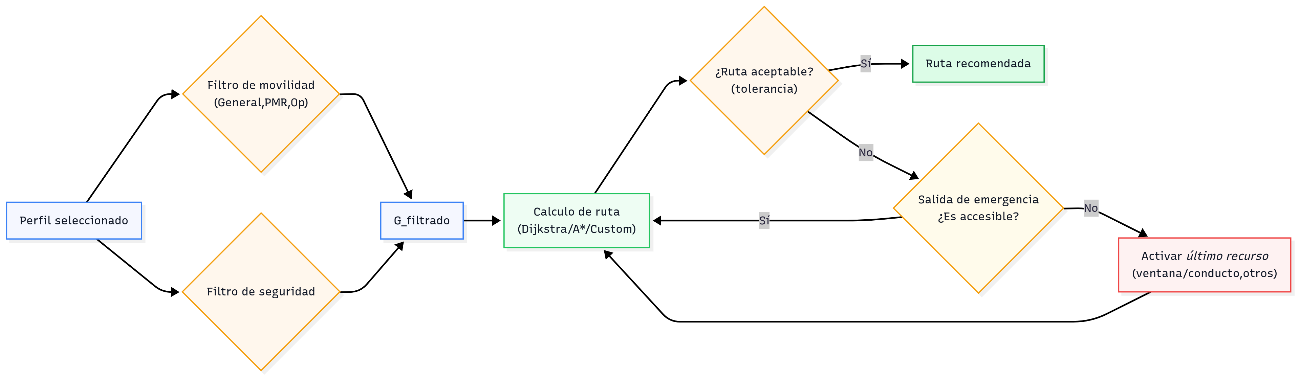 Perfil seleccionado
Filtro de movilidad
(General,PMR,Op)
Filtro de seguridad
G_filtrado
Calculo de ruta
(Dijkstra/A*/Custom)
¿Ruta aceptable?
(tolerancia)
Sí
Ruta recomendada
No
Salida de emergencia
¿Es accesible?
Sí
No
Activar último recurso
(ventana/conducto,otros)